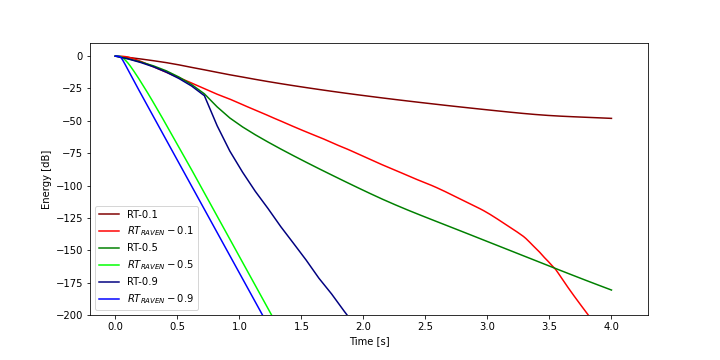 0
−25
−50
−75
−100
−125
−150
−175
−200
Energy [dB]
RT-0.1
RT_RAVEN − 0.1
RT-0.5
RT_RAVEN − 0.5
RT-0.9
RT_RAVEN − 0.9
0.0 0.5 1.0 1.5 2.0 2.5 3.0 3.5 4.0
Time [s]